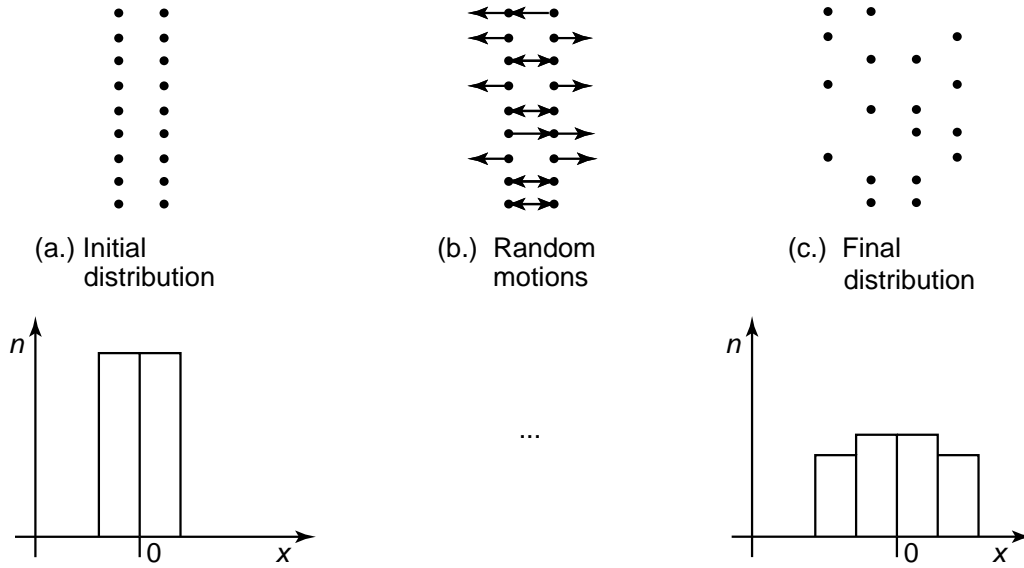 (a.) Initial
distribution
(b.) Random
motions
(c.) Final
distribution
n
0
x
...
n
0
x